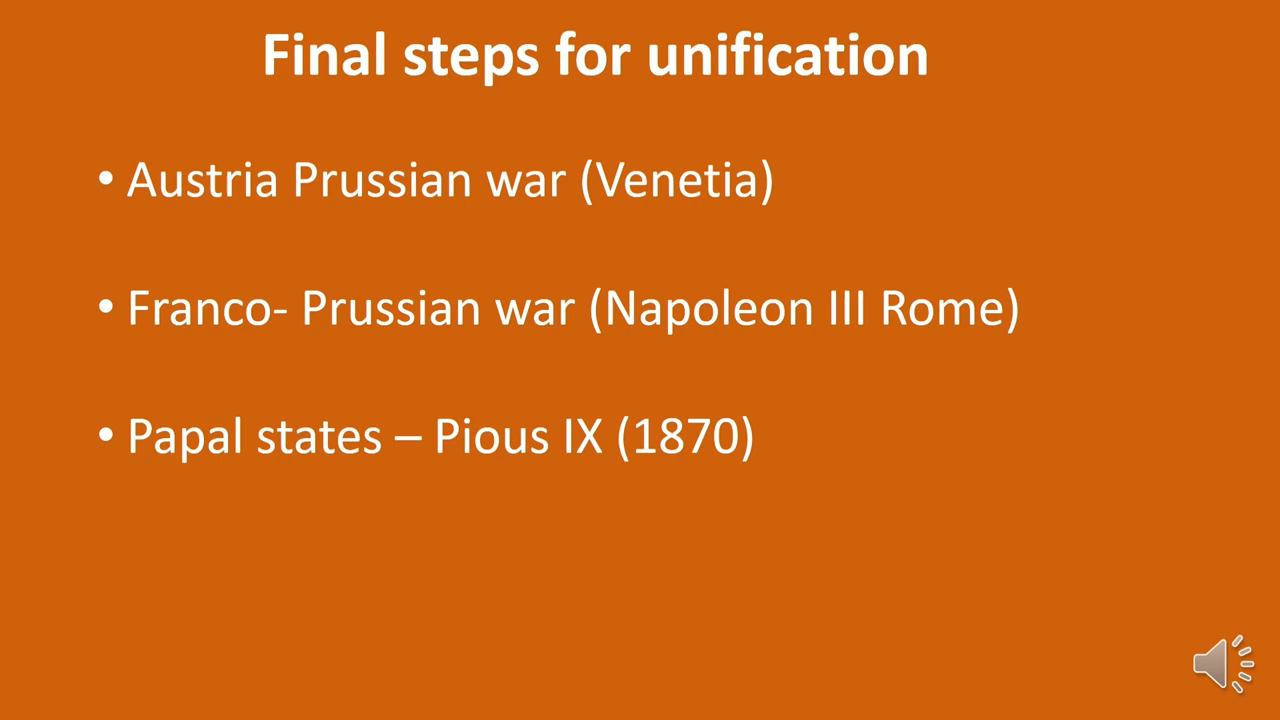 Final steps for unification
• Austria Prussian war (Venetia)
• Franco- Prussian war (Napoleon III Rome)
• Papal states – Pious IX (1870)